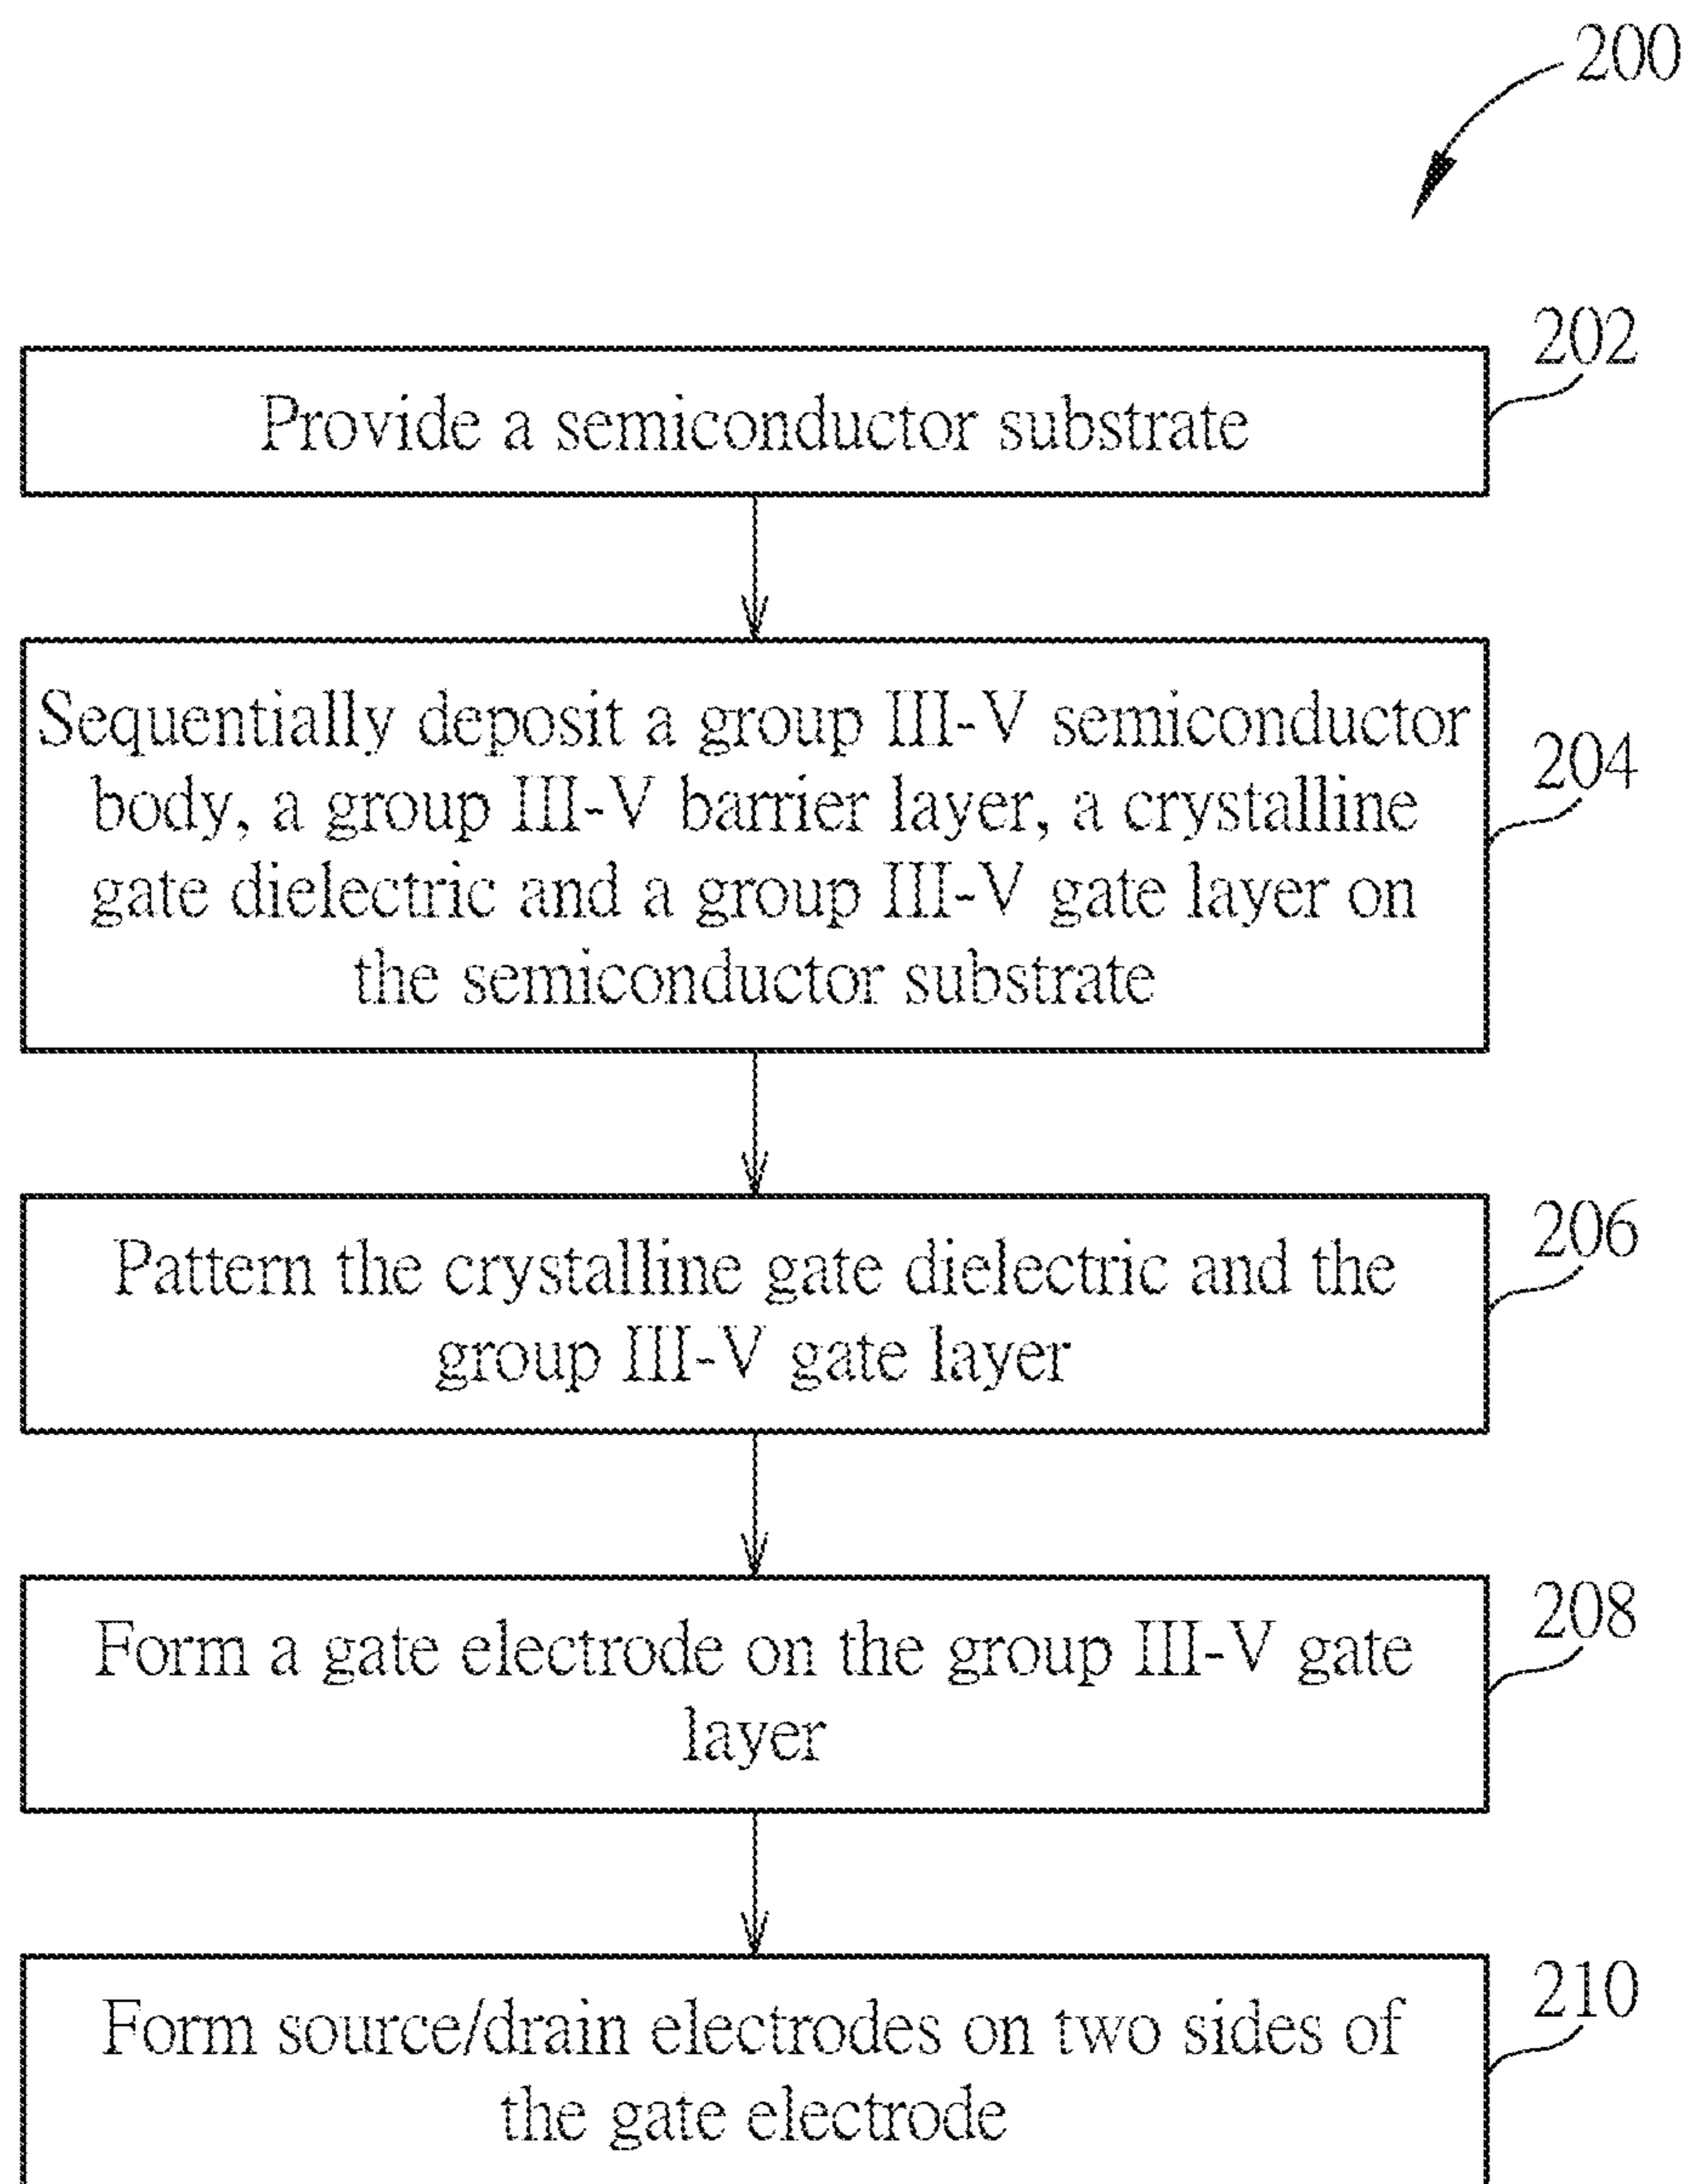 200
202
Provide a semiconductor substrate
Sequentially deposit a group III-V semiconductor
body, a group III-V barrier layer, a crystalline
gate dielectric and a group III-V gate layer on
the semiconductor substrate
204
Pattern the crystalline gate dielectric and the
group III-V gate layer
206
Form a gate electrode on the group III-V gate
layer
208
Form source/drain electrodes on two sides of
the gate electrode
210